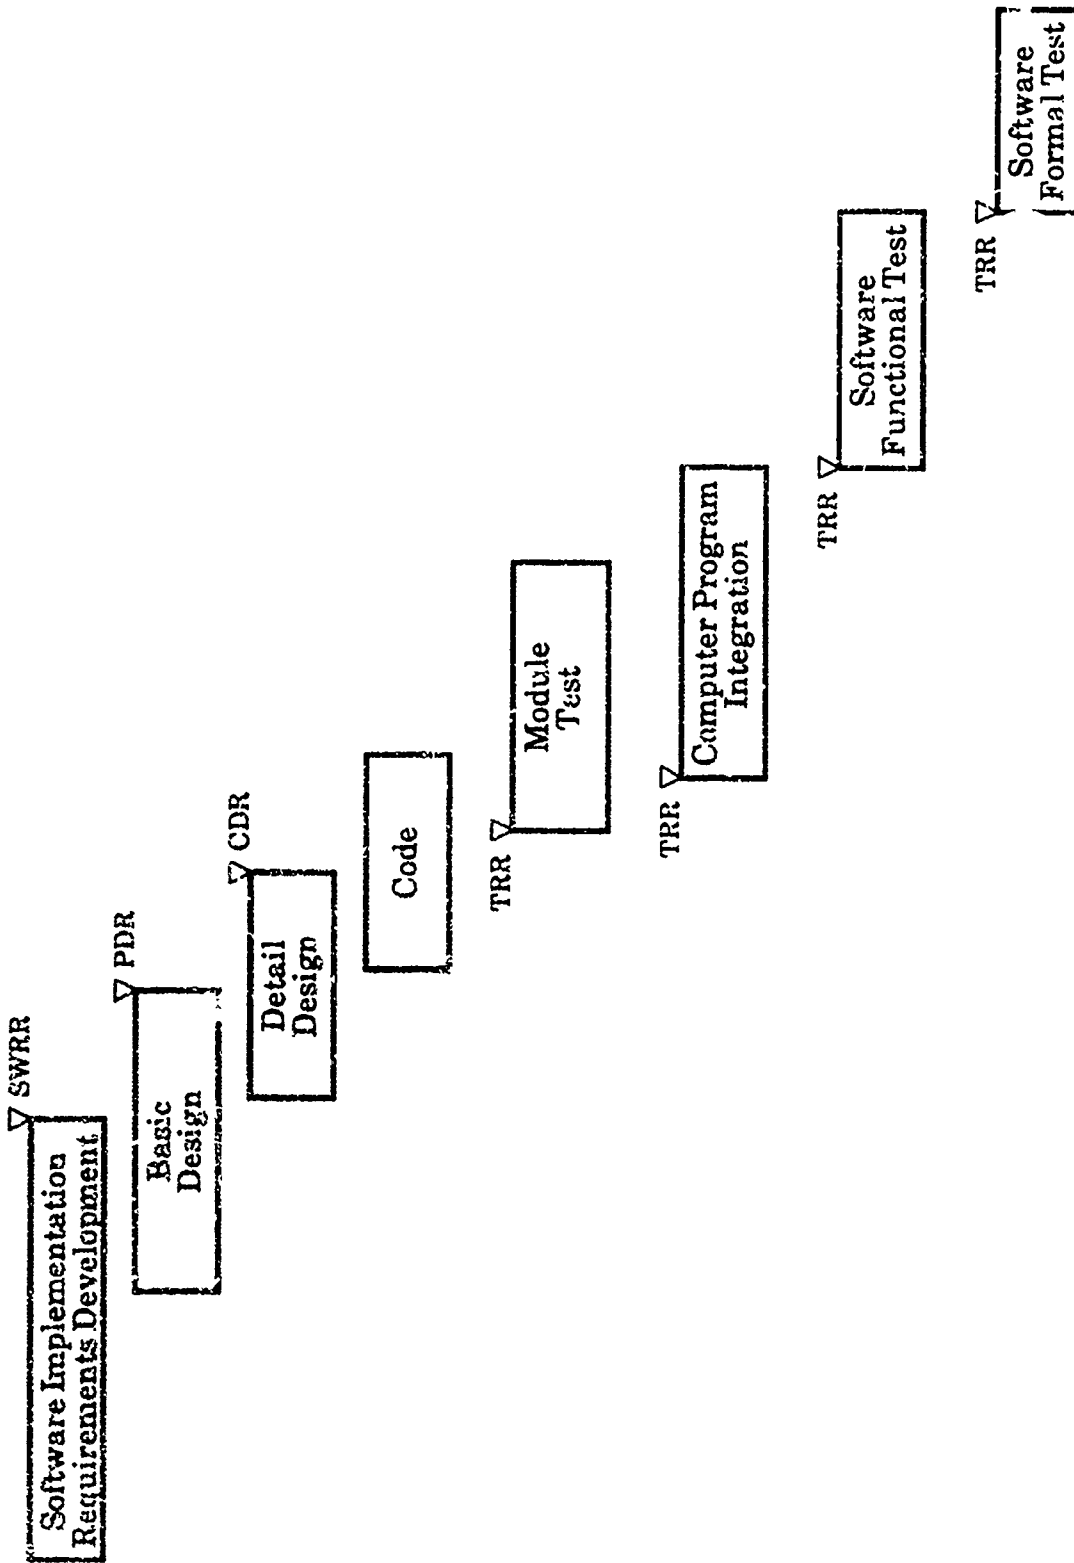 SWRR
Software Implementation
Requirements Development
PDR
Basic
Design
CDR
Detail
Design
Code
TRR
Module
Test
TRR
Computer Program
Integration
TRR
Software
Functional Test
TRR
Software
Formal Test